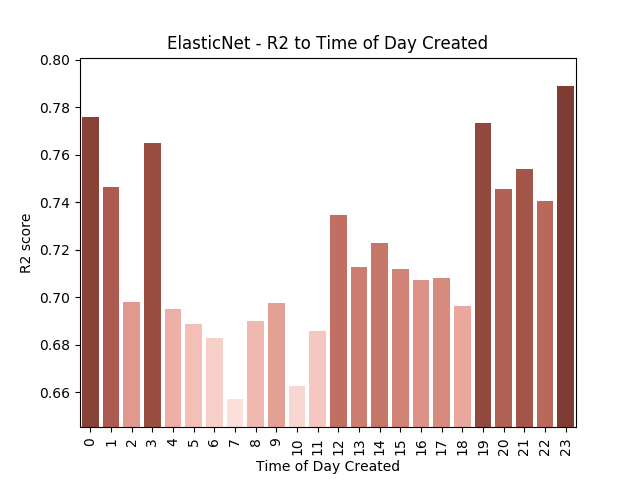 ElasticNet - R2 to Time of Day Created
R2 score
0.80
0.78
0.76
0.74
0.72
0.70
0.68
0.66
0 1 2 3 4 5 6 7 8 9 10 11 12 13 14 15 16 17 18 19 20 21 22 23
Time of Day Created